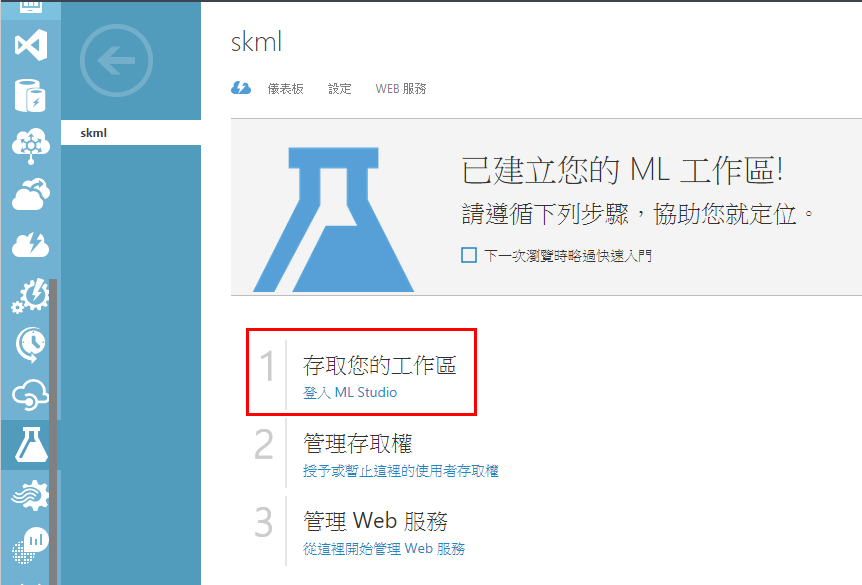 skml
儀表板 設定 WEB 服務
skml
已建立您的 ML 工作區!
請遵循下列步驟，協助您就定位。
下一次瀏覽時略過快速入門
1 存取您的工作區
登入 ML Studio
2 管理存取權
授予或暫止這裡的使用者存取權
3 管理 Web 服務
從這裡開始管理 Web 服務